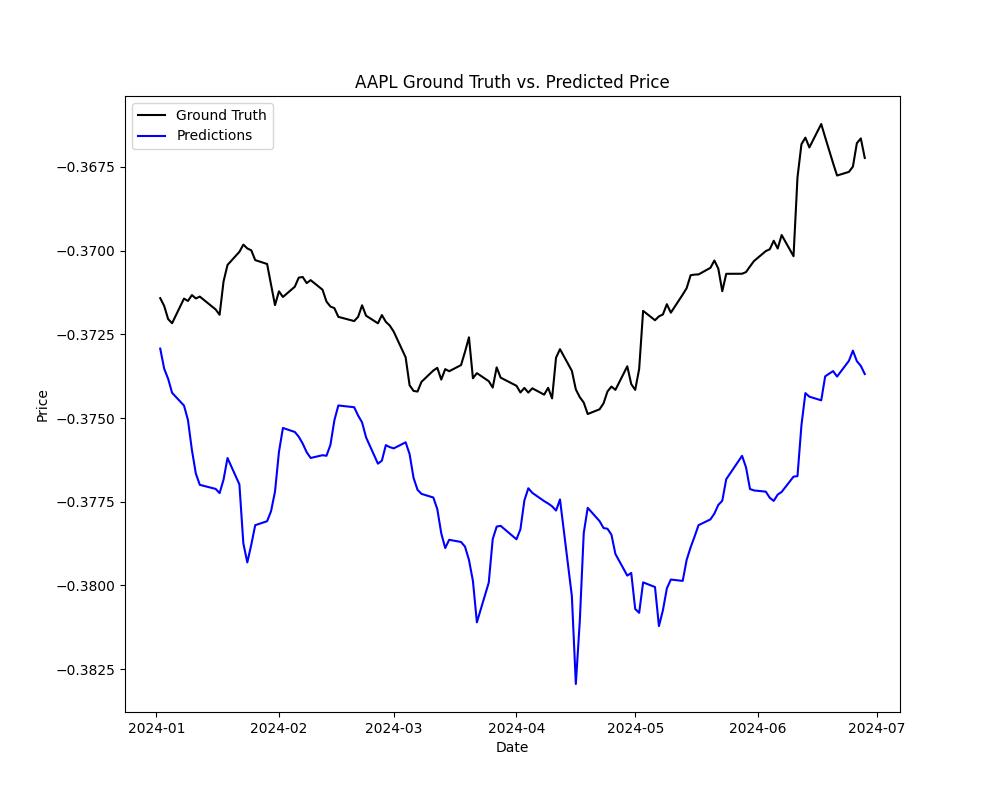 AAPL Ground Truth vs. Predicted Price
Ground Truth
Predictions
Price
−0.3675
−0.3700
−0.3725
−0.3750
−0.3775
−0.3800
−0.3825
2024-01 2024-02 2024-03 2024-04 2024-05 2024-06 2024-07
Date